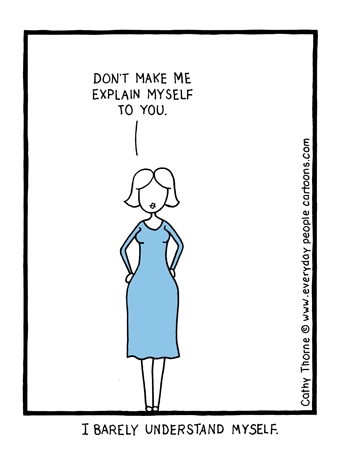 DON'T MAKE ME
EXPLAIN MYSELF
TO YOU.
Cathy Thorne © www.everyday people cartoons.com
I BARELY UNDERSTAND MYSELF.